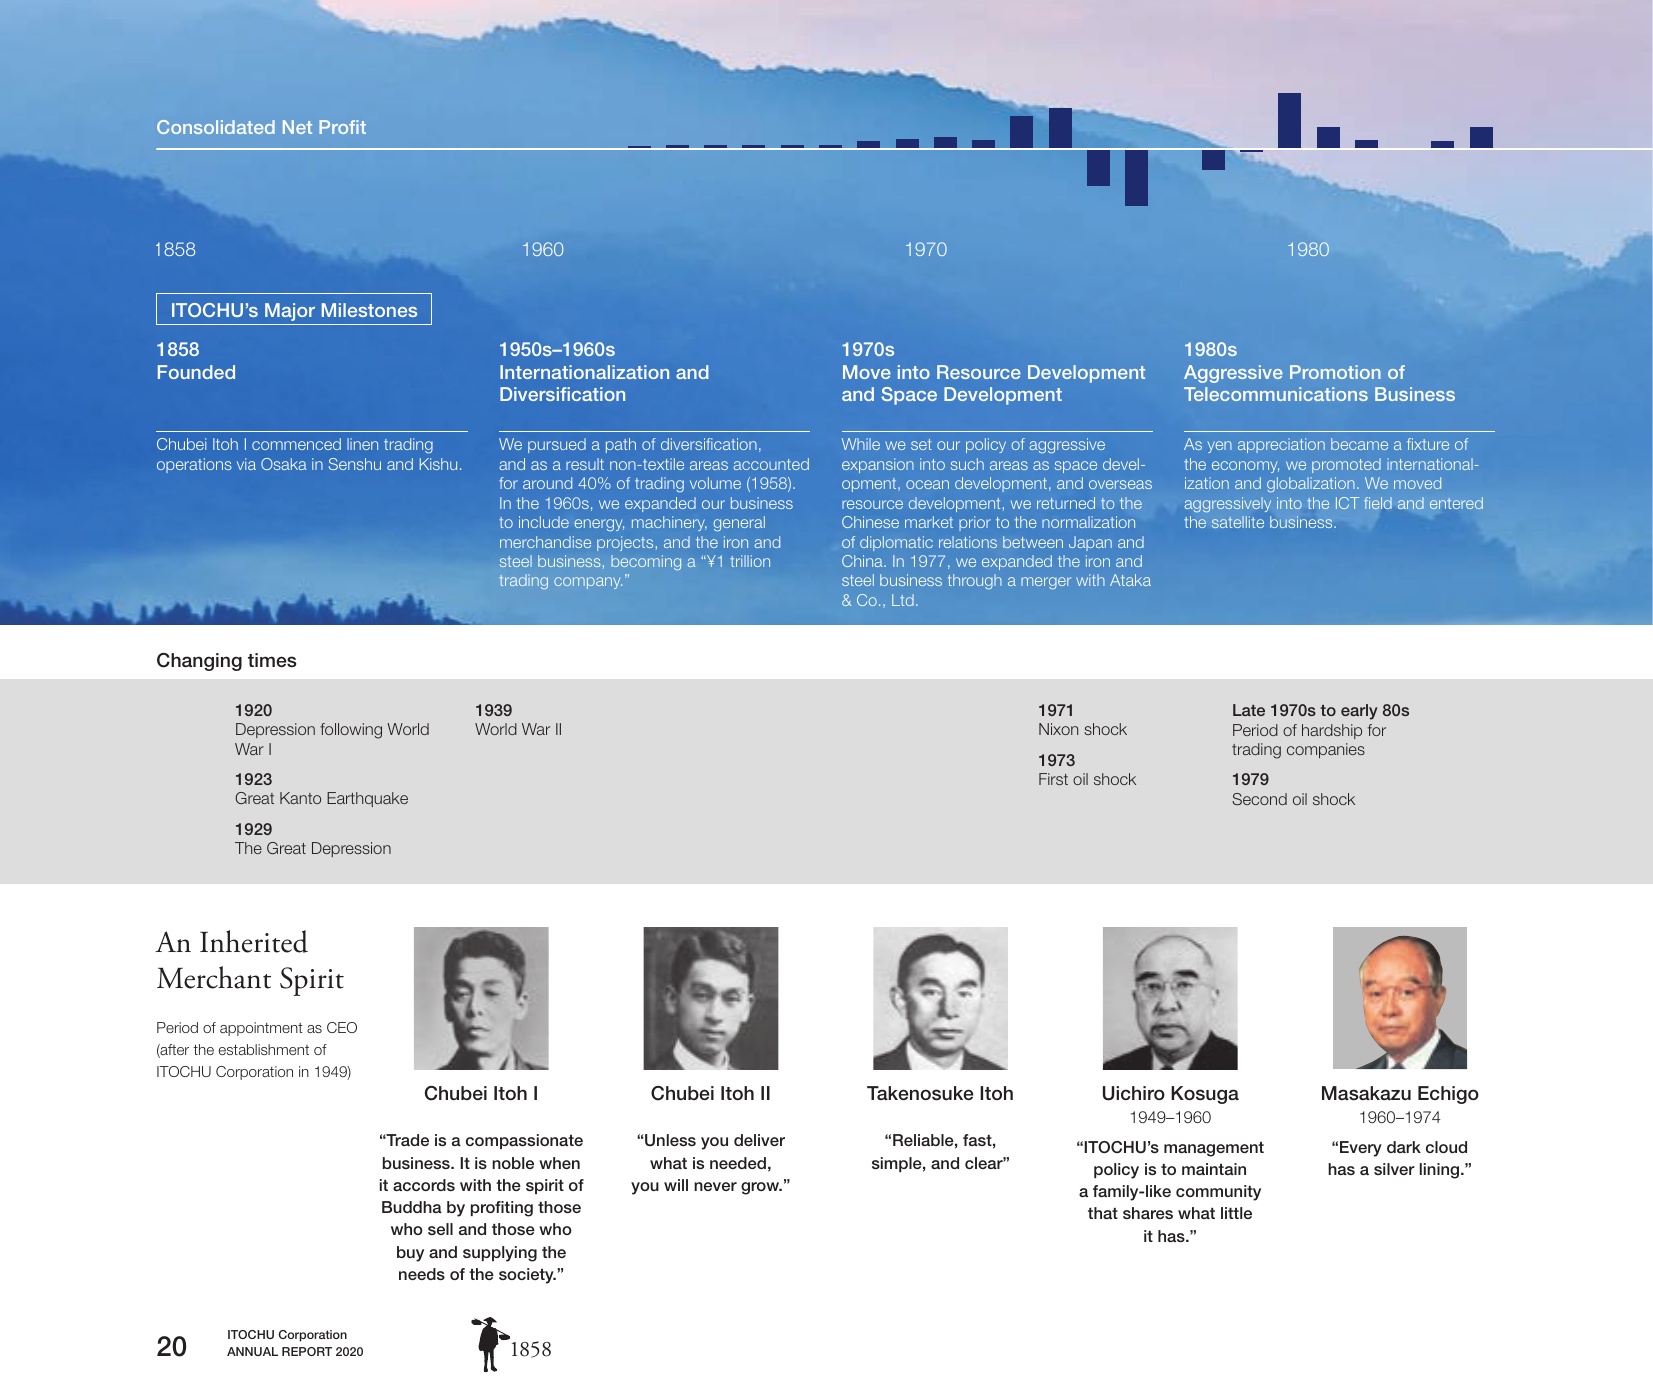 Consolidated Net Profit
1858
1960
1970
1980
ITOCHU’s Major Milestones
1858
Founded
Chubei Itoh I commenced linen trading
operations via Osaka in Senshu and Kishu.
1950s–1960s
Internationalization and
Diversification
We pursued a path of diversification,
and as a result non-textile areas accounted
for around 40% of trading volume (1958).
In the 1960s, we expanded our business
to include energy, machinery, general
merchandise projects, and the iron and
steel business, becoming a “¥1 trillion
trading company.”
1970s
Move into Resource Development
and Space Development
While we set our policy of aggressive
expansion into such areas as space devel-
opment, ocean development, and overseas
resource development, we returned to the
Chinese market prior to the normalization
of diplomatic relations between Japan and
China. In 1977, we expanded the iron and
steel business through a merger with Ataka
& Co., Ltd.
1980s
Aggressive Promotion of
Telecommunications Business
As yen appreciation became a fixture of
the economy, we promoted international-
ization and globalization. We moved
aggressively into the ICT field and entered
the satellite business.
Changing times
1920
Depression following World
War I
1923
Great Kanto Earthquake
1929
The Great Depression
1939
World War II
1971
Nixon shock
1973
First oil shock
Late 1970s to early 80s
Period of hardship for
trading companies
1979
Second oil shock
An Inherited
Merchant Spirit
Period of appointment as CEO
(after the establishment of
ITOCHU Corporation in 1949)
Chubei Itoh I
“Trade is a compassionate
business. It is noble when
it accords with the spirit of
Buddha by profiting those
who sell and those who
buy and supplying the
needs of the society.”
Chubei Itoh II
“Unless you deliver
what is needed,
you will never grow.”
Takenosuke Itoh
“Reliable, fast,
simple, and clear”
Uichiro Kosuga
1949–1960
“ITOCHU’s management
policy is to maintain
a family-like community
that shares what little
it has.”
Masakazu Echigo
1960–1974
“Every dark cloud
has a silver lining.”
20
ITOCHU Corporation
ANNUAL REPORT 2020
1858